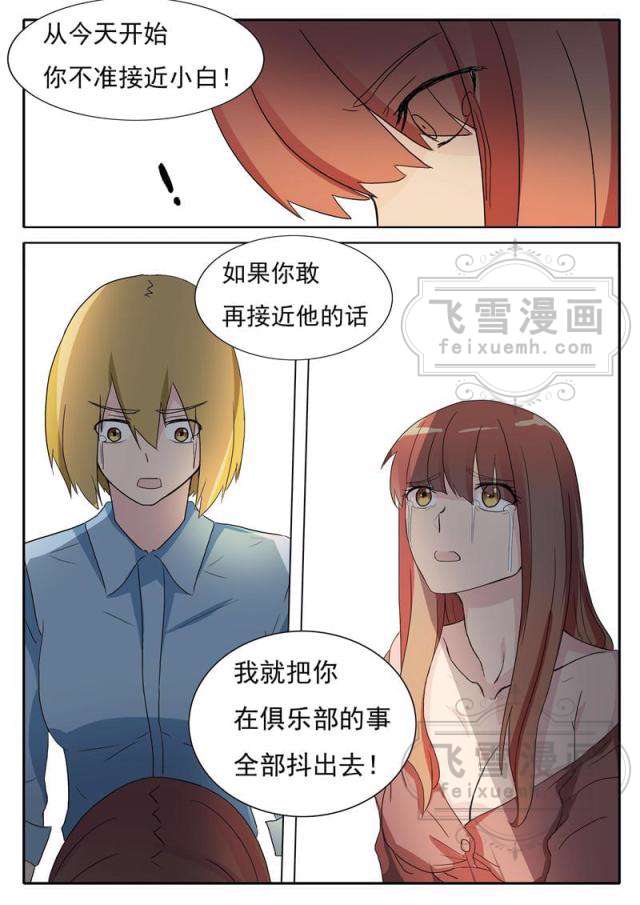 从今天开始
你不准接近小白！
！
飞雪漫画
feixuemh.com
如果你敢
再接近他的话
我就把你
在俱乐部的事
全部抖出去！
飞雪漫画
feixuemh.com